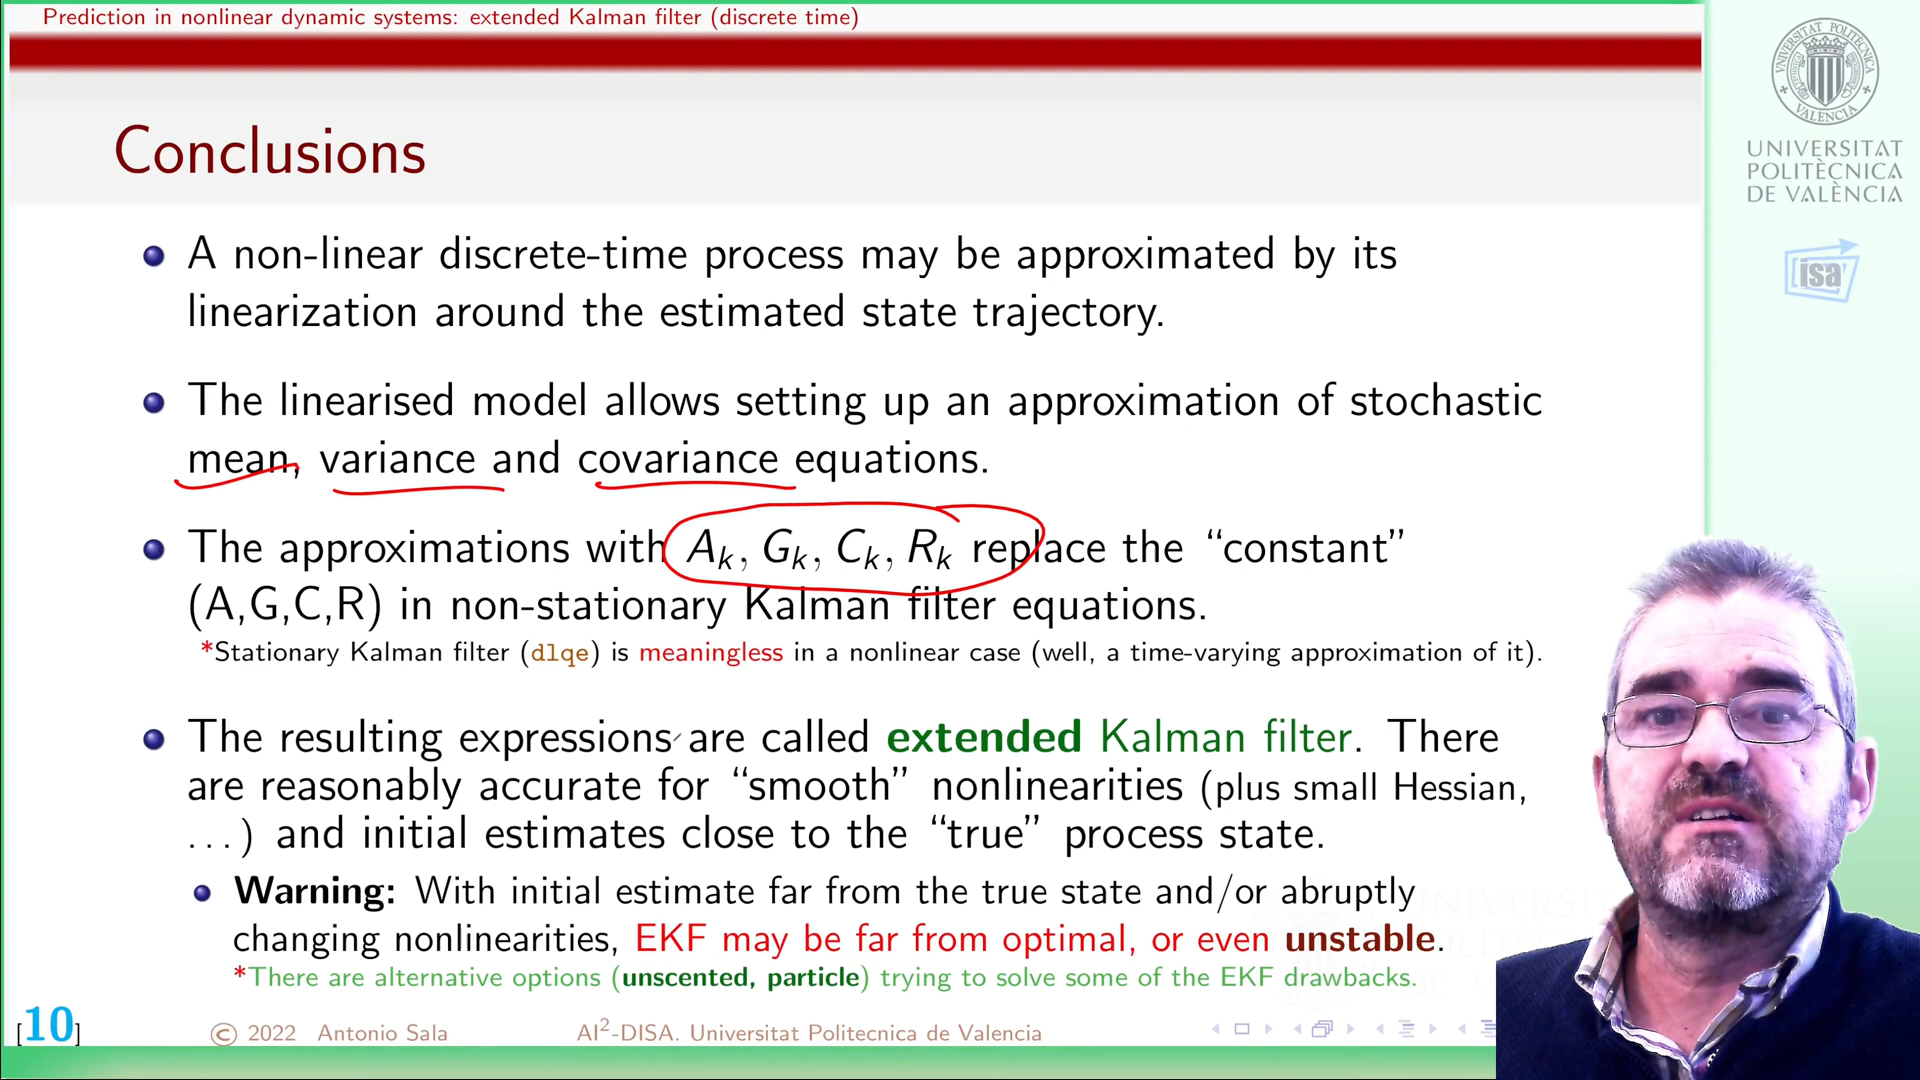 Prediction in nonlinear dynamic systems: extended Kalman filter (discrete time)
Conclusions
A non-linear discrete-time process may be approximated by its
linearization around the estimated state trajectory.
The linearised model allows setting up an approximation of stochastic
mean, variance and covariance equations.
The approximations with A_k, G_k, C_k, R_k replace the “constant”
(A,G,C,R) in non-stationary Kalman filter equations.
*Stationary Kalman filter (dlqe) is meaningless in a nonlinear case (well, a time-varying approximation of it).
The resulting expressions are called extended Kalman filter. There
are reasonably accurate for “smooth” nonlinearities (plus small Hessian,
...) and initial estimates close to the “true” process state.
Warning: With initial estimate far from the true state and/or abruptly
changing nonlinearities, EKF may be far from optimal, or even unstable.
*There are alternative options (unscented, particle) trying to solve some of the EKF drawbacks.
[10]
© 2022 Antonio Sala
AI²-DISA. Universitat Politecnica de Valencia
UNIVERSITAT
POLITÈCNICA
DE VALÈNCIA
isa